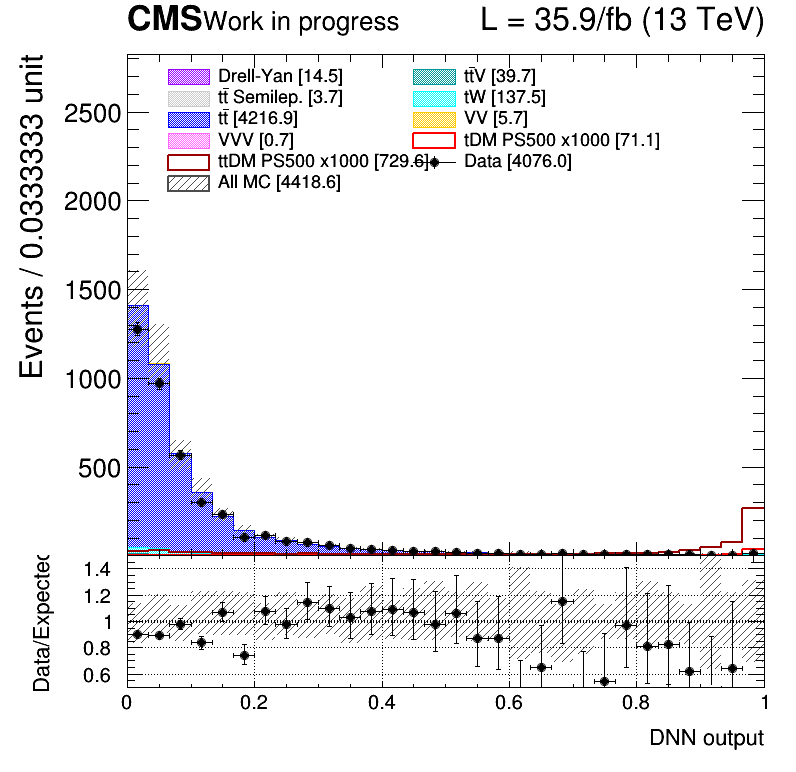 CMS Work in progress L = 35.9/fb (13 TeV)
Events / 0.0333333 unit
Drell-Yan [14.5]
tt̄V [39.7]
tt̄ Semilep. [3.7]
tW [137.5]
tt̄ [4216.9]
VV [5.7]
VVV [0.7]
tDM PS500 x1000 [71.1]
ttDM PS500 x1000 [729.6]
Data [4076.0]
All MC [4418.6]
2500
2000
1500
1000
500
Data/Expected
1.4
1.2
1
0.8
0.6
0 0.2 0.4 0.6 0.8 1
DNN output